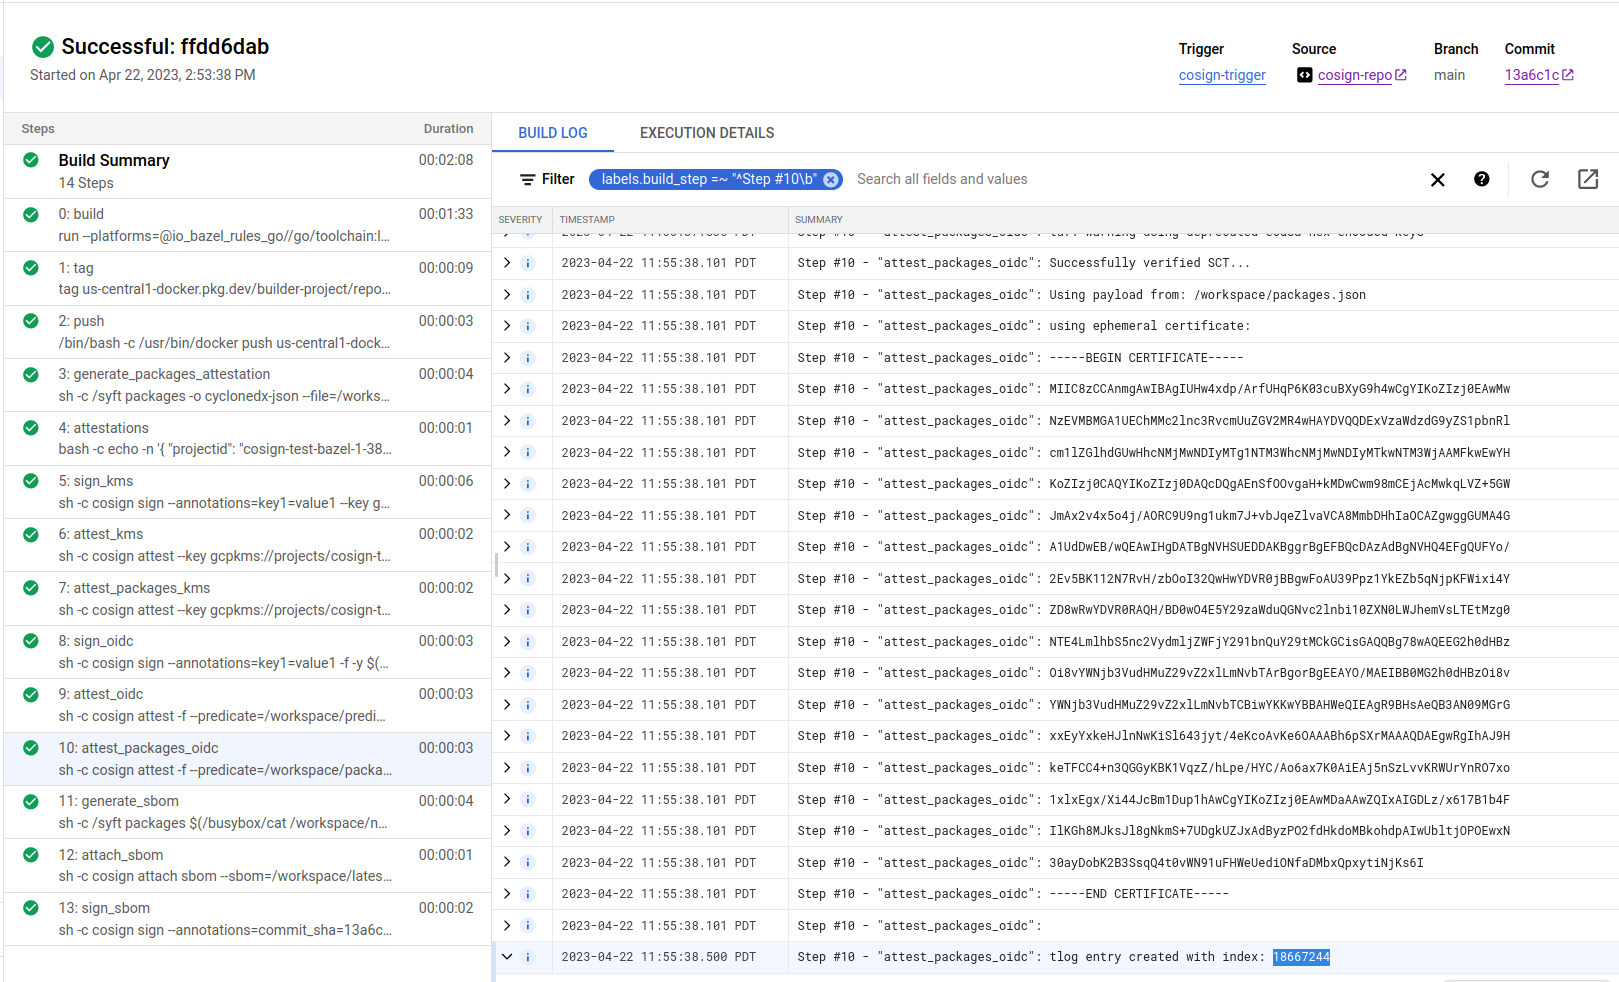 Successful: ffdd6dab
Started on Apr 22, 2023, 2:53:38 PM
Trigger
cosign-trigger
Source
cosign-repo
Branch
main
Commit
13a6c1c
Steps Duration
Build Summary 00:02:08
14 Steps
0: build 00:01:33
run --platforms=@io_bazel_rules_go//go/toolchain:l...
1: tag 00:00:09
tag us-central1-docker.pkg.dev/builder-project/repo...
2: push 00:00:03
/bin/bash -c /usr/bin/docker push us-central1-dock...
3: generate_packages_attestation 00:00:04
sh -c /syft packages -o cyclonedx-json --file=/works...
4: attestations 00:00:01
bash -c echo -n '{ "projectid": "cosign-test-bazel-1-38...
5: sign_kms 00:00:06
sh -c cosign sign --annotations=key1=value1 --key g...
6: attest_kms 00:00:02
sh -c cosign attest --key gcpkms://projects/cosign-t...
7: attest_packages_kms 00:00:02
sh -c cosign attest --key gcpkms://projects/cosign-t...
8: sign_oidc 00:00:03
sh -c cosign sign --annotations=key1=value1 -f -y $(...
9: attest_oidc 00:00:03
sh -c cosign attest -f --predicate=/workspace/predi...
10: attest_packages_oidc 00:00:03
sh -c cosign attest -f --predicate=/workspace/packa...
11: generate_sbom 00:00:04
sh -c /syft packages $(/busybox/cat /workspace/n...
12: attach_sbom 00:00:01
sh -c cosign attach sbom --sbom=/workspace/lates...
13: sign_sbom 00:00:02
sh -c cosign sign --annotations=commit_sha=13a6c...
BUILD LOG EXECUTION DETAILS
Filter labels.build_step =~ "^Step #10\b" Search all fields and values
SEVERITY TIMESTAMP SUMMARY
2023-04-22 11:55:38.101 PDT Step #10 - "attest_packages_oidc": Successfully verified SCT...
2023-04-22 11:55:38.101 PDT Step #10 - "attest_packages_oidc": Using payload from: /workspace/packages.json
2023-04-22 11:55:38.101 PDT Step #10 - "attest_packages_oidc": using ephemeral certificate:
2023-04-22 11:55:38.101 PDT Step #10 - "attest_packages_oidc": -----BEGIN CERTIFICATE-----
2023-04-22 11:55:38.101 PDT Step #10 - "attest_packages_oidc": MIIC8zCCAnmgAwIBAgIUHw4xdp/ArfUHqP6K03cuBXyG9h4wCgYIKoZIzj0EAwMw
2023-04-22 11:55:38.101 PDT Step #10 - "attest_packages_oidc": NzEVMBMGA1UEChMMc2lnc3RvcmUuZGV2MR4wHAYDVQQDExVzaWdzdG9yZS1pbnRl
2023-04-22 11:55:38.101 PDT Step #10 - "attest_packages_oidc": cm1lZGlhdGUwHhcNMjMwNDIyMTg1NTM3WhcNMjMwNDIyMTkwNTM3WjAAMFkwEwYH
2023-04-22 11:55:38.101 PDT Step #10 - "attest_packages_oidc": KoZIzj0CAQYIKoZIzj0DAQcDQgAEnSfOOvgaH+kMDwCwm98mCEjAcMwkqLVZ+5GW
2023-04-22 11:55:38.101 PDT Step #10 - "attest_packages_oidc": JmAx2v4x5o4j/AORC9U9ng1ukm7J+vbJqeZlvaVCA8MmbDHhIaOCAZgwggGUMA4G
2023-04-22 11:55:38.101 PDT Step #10 - "attest_packages_oidc": A1UdDwEB/wQEAwIHgDATBgNVHSUEDDAKBggrBgEFBQcDAzAdBgNVHQ4EFgQUFYo/
2023-04-22 11:55:38.101 PDT Step #10 - "attest_packages_oidc": 2Ev5BK112N7RvH/zbOoI32QwHwYDVR0jBBgwFoAU39Ppz1YkEZb5qNjpKFWixi4Y
2023-04-22 11:55:38.101 PDT Step #10 - "attest_packages_oidc": ZD8wRwYDVR0RAQH/BD0wO4E5Y29zaWduQGNvc2lnbi10ZXN0LWJhemVsLTEtMzg0
2023-04-22 11:55:38.101 PDT Step #10 - "attest_packages_oidc": NTE4LmlhbS5nc2VydmljZWFjY291bnQuY29tMCkGCisGAQQBg78wAQEEG2h0dHBz
2023-04-22 11:55:38.101 PDT Step #10 - "attest_packages_oidc": Oi8vYWNjb3VudHMuZ29vZ2xlLmNvbTArBgorBgEEAYO/MAEIBB0MG2h0dHBzOi8v
2023-04-22 11:55:38.101 PDT Step #10 - "attest_packages_oidc": YWNjb3VudHMuZ29vZ2xlLmNvbTCBiwYKKwYBBAHWeQIEAgR9BHsAeQB3AN09MGrG
2023-04-22 11:55:38.101 PDT Step #10 - "attest_packages_oidc": xxEyYxkeHJlnNwKiSl643jyt/4eKcoAvKe6OAAABh6pSXrMAAAQDAEgwRgIhAJ9H
2023-04-22 11:55:38.101 PDT Step #10 - "attest_packages_oidc": keTFCC4+n3QGGyKBK1VqzZ/hLpe/HYC/Ao6ax7K0AiEAj5nSzLvvKRWUrYnRO7xo
2023-04-22 11:55:38.101 PDT Step #10 - "attest_packages_oidc": 1xlxEgx/Xi44JcBm1Dup1hAwCgYIKoZIzj0EAwMDaAAwZQIxAIGDLz/x617B1b4F
2023-04-22 11:55:38.101 PDT Step #10 - "attest_packages_oidc": IlKGh8MJksJl8gNkmS+7UDgkUZJxAdByzPO2fdHkdoMBkohdpAIwUbltjOPOEwxN
2023-04-22 11:55:38.101 PDT Step #10 - "attest_packages_oidc": 30ayDobK2B3SsqQ4t0vWN91uFHWeUediONfaDMbxQpxytiNjKs6I
2023-04-22 11:55:38.101 PDT Step #10 - "attest_packages_oidc": -----END CERTIFICATE-----
2023-04-22 11:55:38.101 PDT Step #10 - "attest_packages_oidc":
2023-04-22 11:55:38.500 PDT Step #10 - "attest_packages_oidc": tlog entry created with index: 18667244